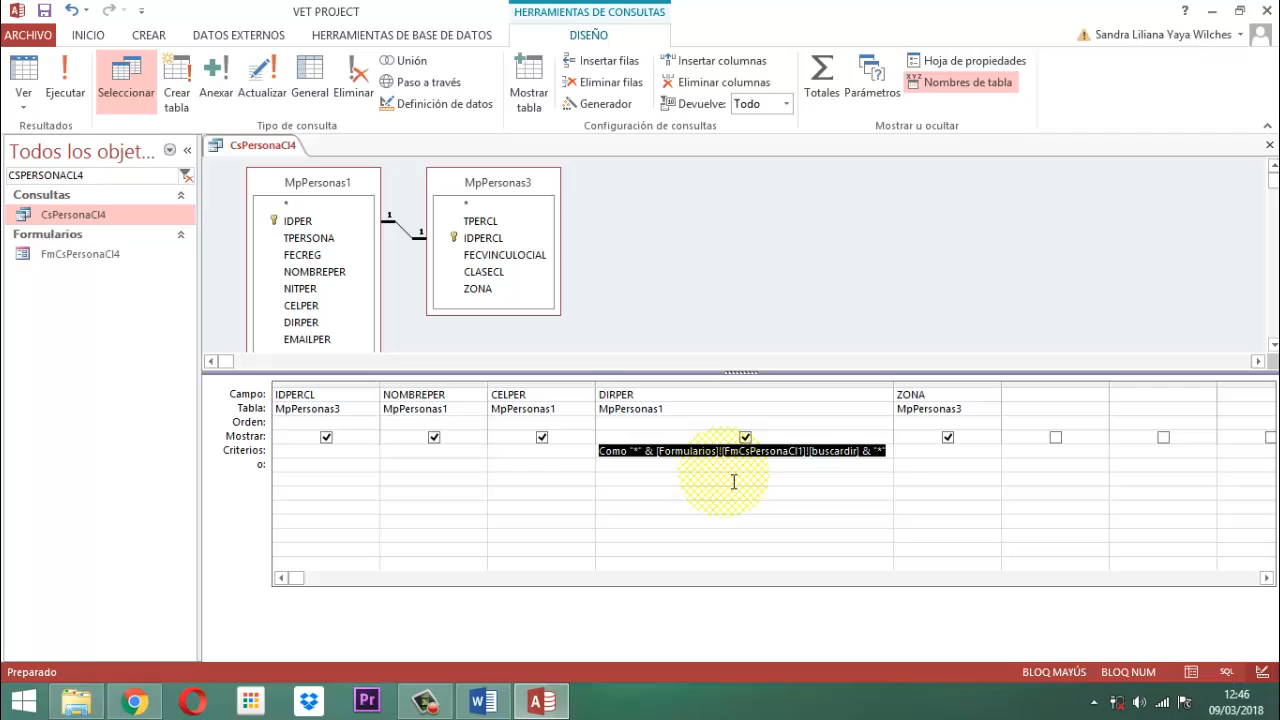 VET PROJECT
HERRAMIENTAS DE CONSULTAS
ARCHIVO INICIO CREAR DATOS EXTERNOS HERRAMIENTAS DE BASE DE DATOS DISEÑO
Sandra Liliana Yaya Wilches
Ver
Ejecutar
Resultados
Seleccionar
Crear tabla
Anexar
Actualizar
General
Eliminar
Unión
Paso a través
Definición de datos
Tipo de consulta
Mostrar tabla
Insertar filas
Eliminar filas
Generador
Insertar columnas
Eliminar columnas
Devuelve: Todo
Configuración de consultas
Totales
Parámetros
Hoja de propiedades
Nombres de tabla
Mostrar u ocultar
Todos los objet...
CSPERSONACL4
Consultas
CsPersonaCl4
Formularios
FmCsPersonaCl4
CsPersonaCl4
MpPersonas1
*
IDPER
TPERSONA
FECREG
NOMBREPER
NITPER
CELPER
DIRPER
EMAILPER
1
1
MpPersonas3
*
TPERCL
IDPERCL
FECVINCULOCIAL
CLASECL
ZONA
Campo: IDPERCL NOMBREPER CELPER DIRPER ZONA
Tabla: MpPersonas3 MpPersonas1 MpPersonas1 MpPersonas1 MpPersonas3
Orden:
Mostrar:
Criterios: Como "*" & [Formularios]![FmCsPersonaCl1]![buscardir] & "*"
o:
Preparado
BLOQ MAYÚS BLOQ NUM SQL
Pr
12:46
09/03/2018